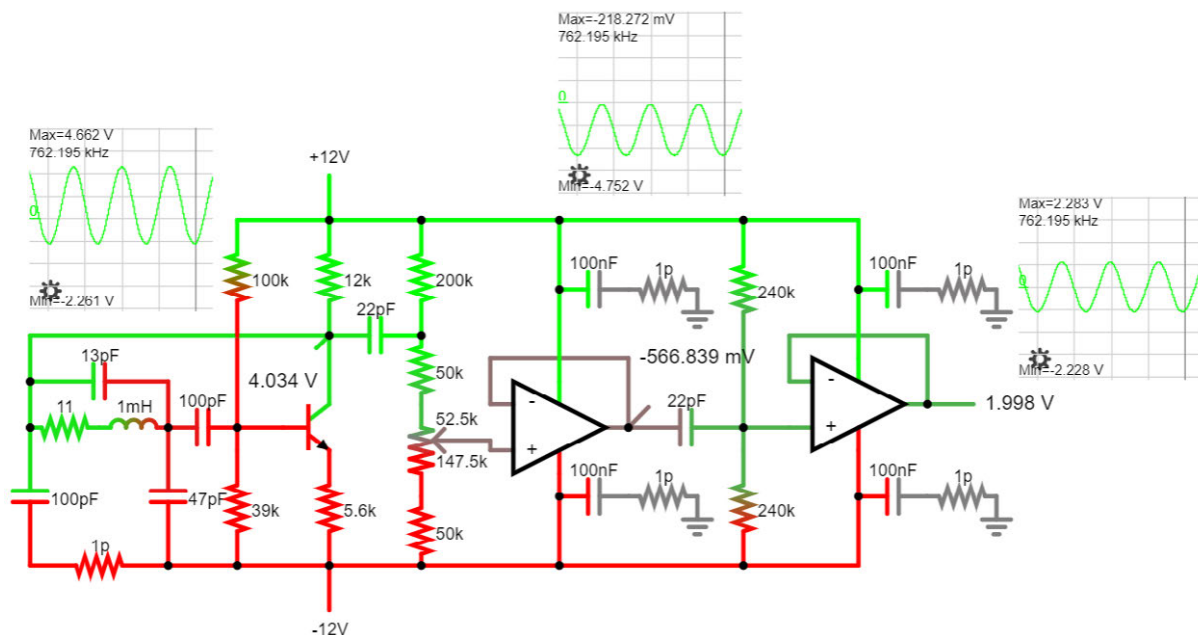 Max=-218.272 mV
762.195 kHz
0
Min=-4.752 V
Max=4.662 V
762.195 kHz
0
Min=-2.261 V
+12V
Max=2.283 V
762.195 kHz
0
Min=-2.228 V
100k
12k
200k
100nF
1p
240k
100nF
1p
22pF
13pF
4.034 V
50k
-566.839 mV
11
1mH
100pF
52.5k
22pF
1.998 V
-
+
-
+
147.5k
100pF
47pF
39k
5.6k
50k
100nF
1p
240k
100nF
1p
1p
-12V